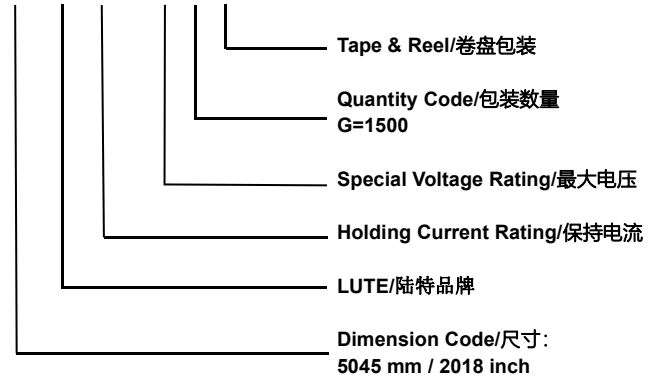 Tape & Reel/卷盘包装
Quantity Code/包装数量
G=1500
Special Voltage Rating/最大电压
Holding Current Rating/保持电流
LUTE/陆特品牌
Dimension Code/尺寸：
5045 mm / 2018 inch